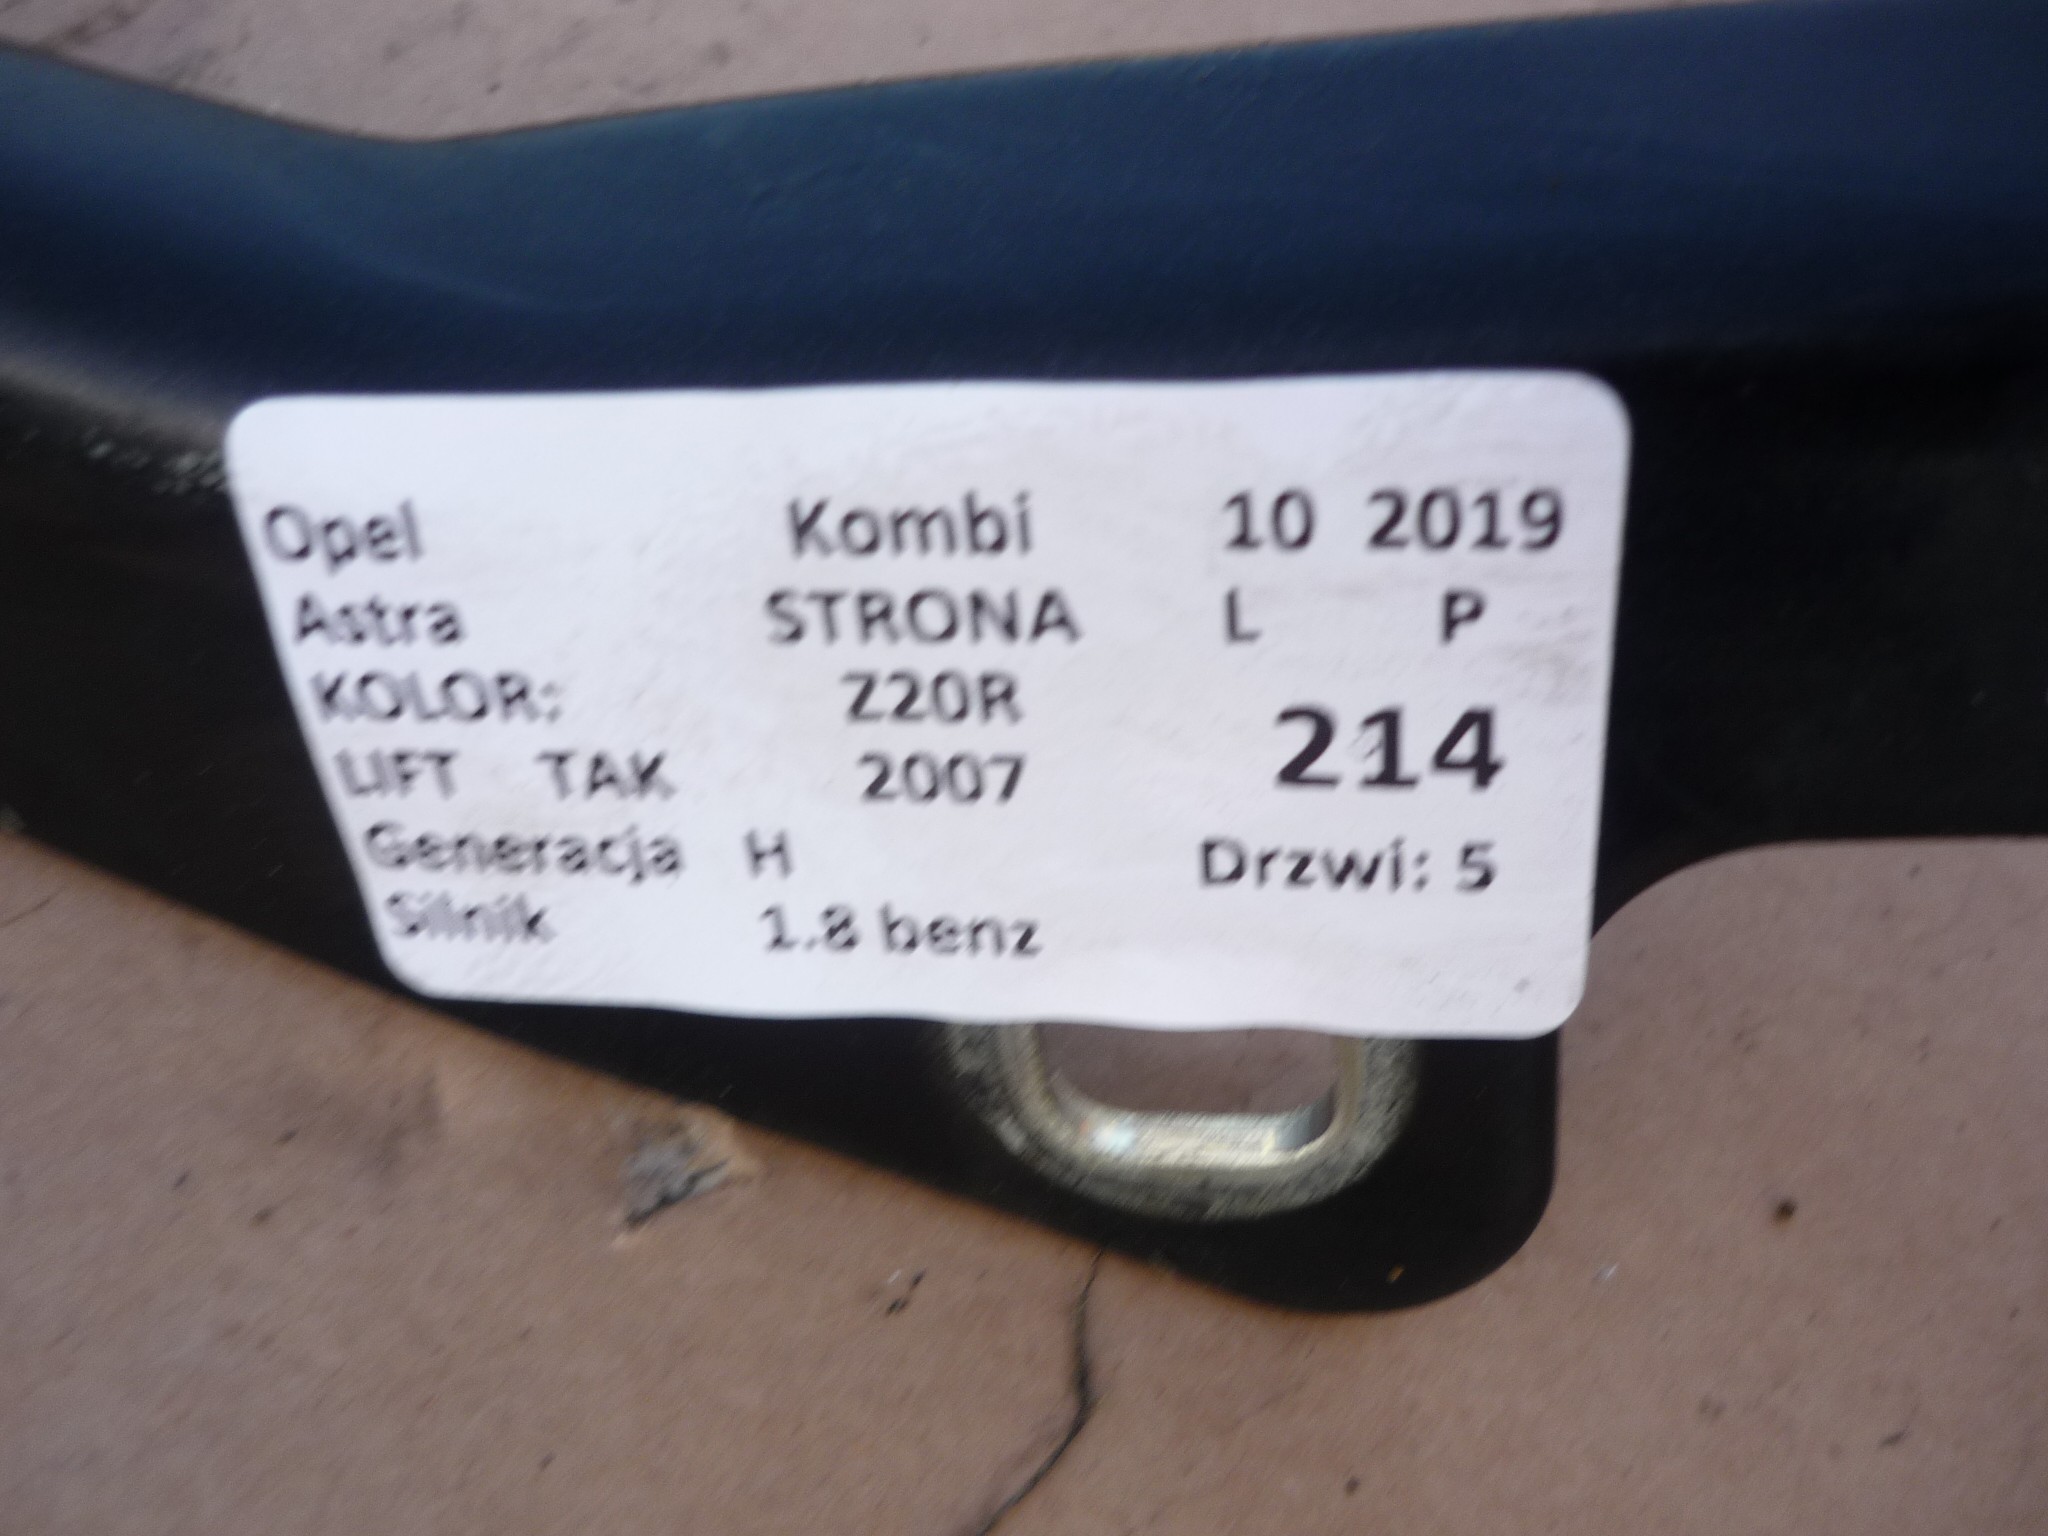 Opel Kombi 10 2019
Astra STRONA L P
KOLOR: Z20R
LIFT TAK 2007 214
Generacja H Drzwi: 5
Silnik 1.8 benz